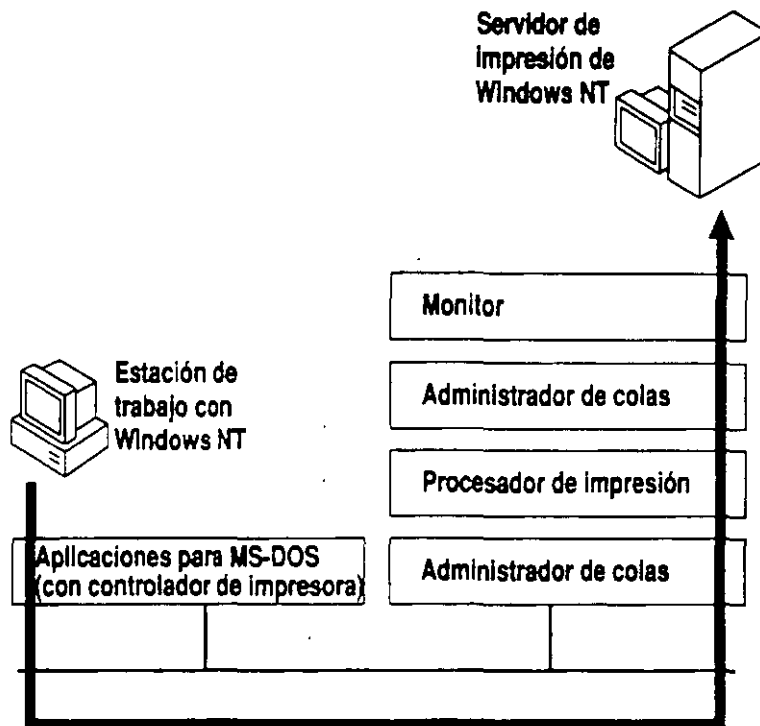 Servidor de
impresión de
Windows NT
Monitor
Estación de
trabajo con
Windows NT
Administrador de colas
Procesador de impresión
Aplicaciones para MS-DOS
(con controlador de impresora)
Administrador de colas